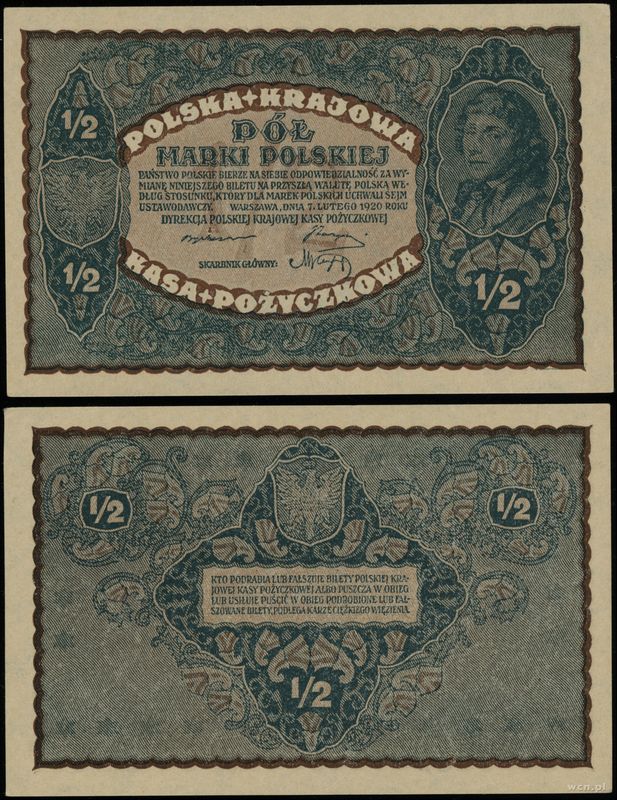 POLSKA+KRAJOWA
PÓŁ
MARKI POLSKIEJ
PAŃSTWO POLSKIE BIERZE NA SIEBIE ODPOWIEDZIALNOŚĆ ZA WY-
MIANĘ NINIEJSZEGO BILETU NA PRZYSZŁĄ WALUTĘ POLSKĄ WE-
DŁUG STOSUNKU, KTÓRY DLA MAREK POLSKICH UCHWALI SEJM
USTAWODAWCZY. WARSZAWA, DNIA 7. LUTEGO 1920 ROKU
DYREKCJA POLSKIEJ KRAJOWEJ KASY POŻYCZKOWEJ
SKARBNIK GŁÓWNY:
KASA+POŻYCZKOWA
1/2
1/2
1/2
1/2
1/2
KTO PODRABIA LUB FAŁSZUJE BILETY POLSKIEJ KRA-
JOWEJ KASY POŻYCZKOWEJ ALBO PUSZCZA W OBIEG
LUB USIŁUJE PUŚCIĆ W OBIEG PODROBIONE LUB FAŁ-
SZOWANE BILETY, PODLEGA KARZE CIĘŻKIEGO WIĘZIENIA.
1/2
wcn.pl